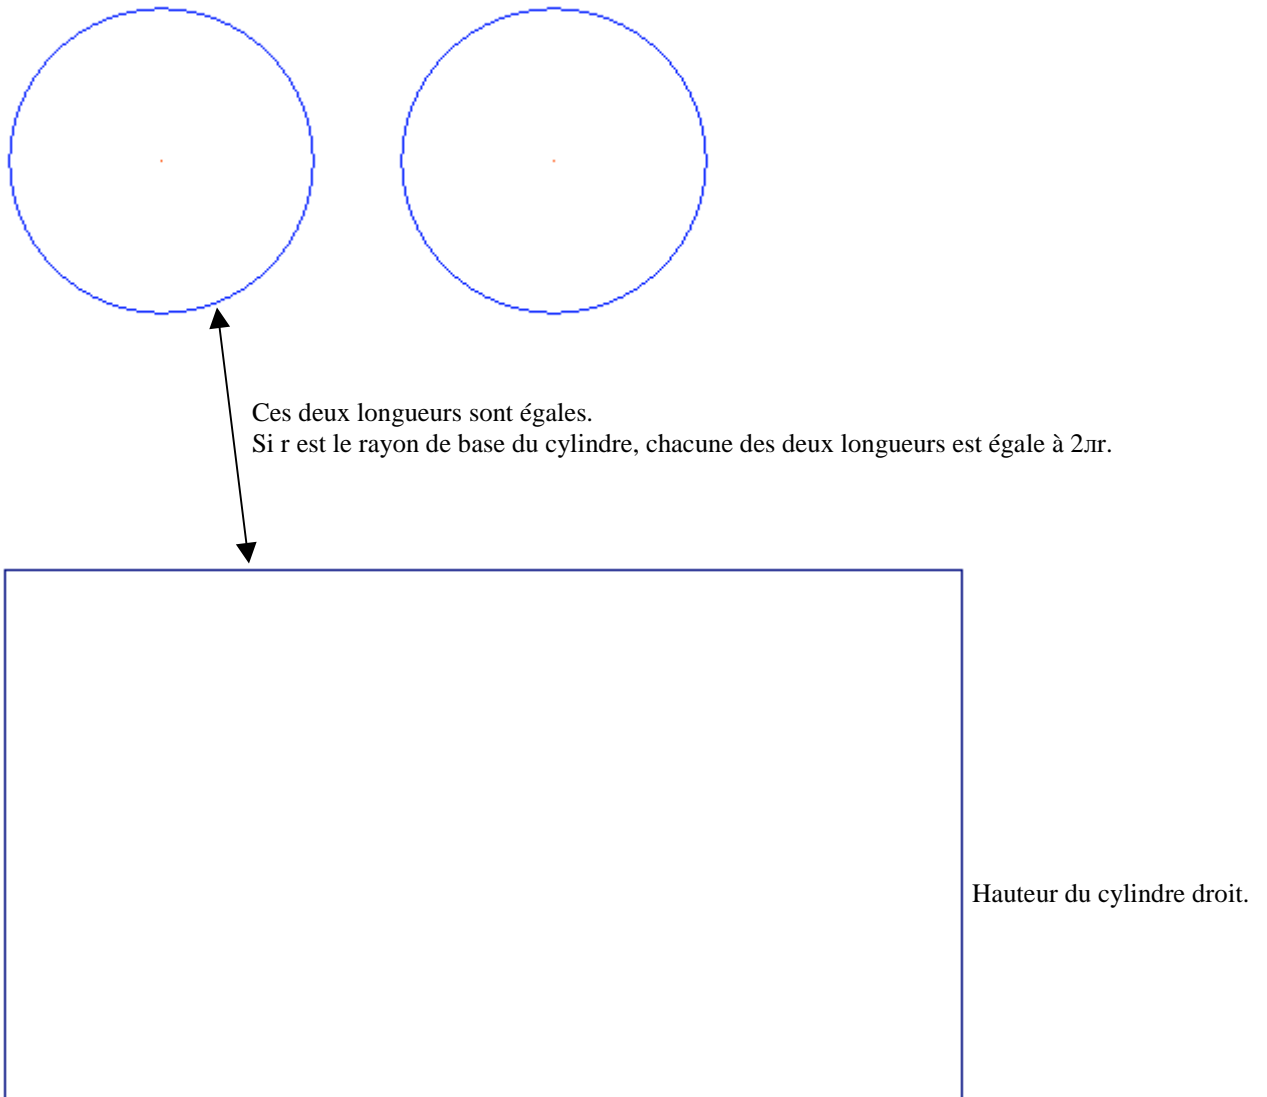 Ces deux longueurs sont égales.
Si r est le rayon de base du cylindre, chacune des deux longueurs est égale à 2лr.
Hauteur du cylindre droit.